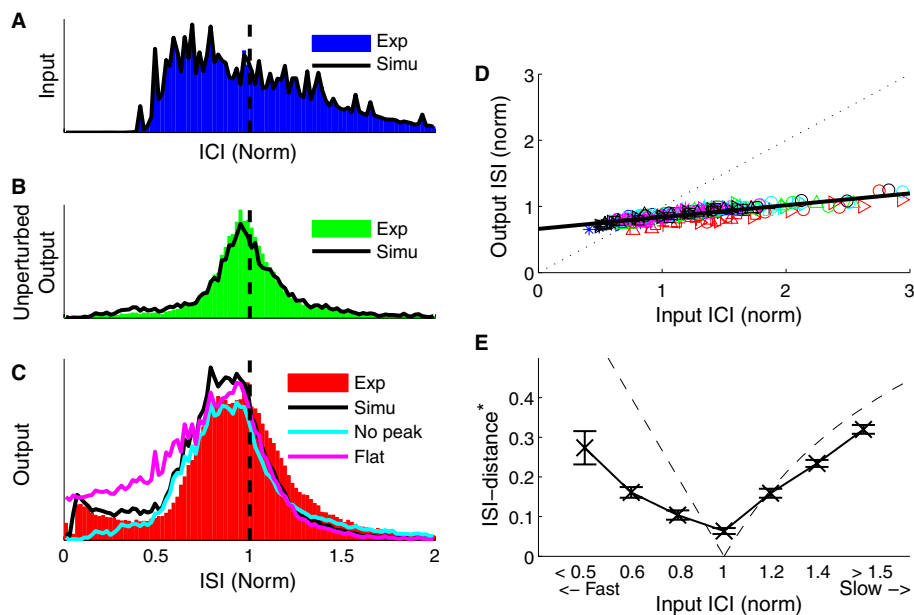 A
Input
Exp
Simu
ICI (Norm)
B
Unperturbed
Output
Exp
Simu
C
Output
Exp
Simu
No peak
Flat
0
0.5
1
1.5
2
ISI (Norm)
D
Output ISI
(norm)
3
2
1
0
0
1
2
3
Input ICI (norm)
E
ISI−distance*
0.4
0.3
0.2
0.1
0
< 0.5
0.6
0.8
1
1.2
1.4
> 1.5
<− Fast
Slow −>
Input ICI (norm)